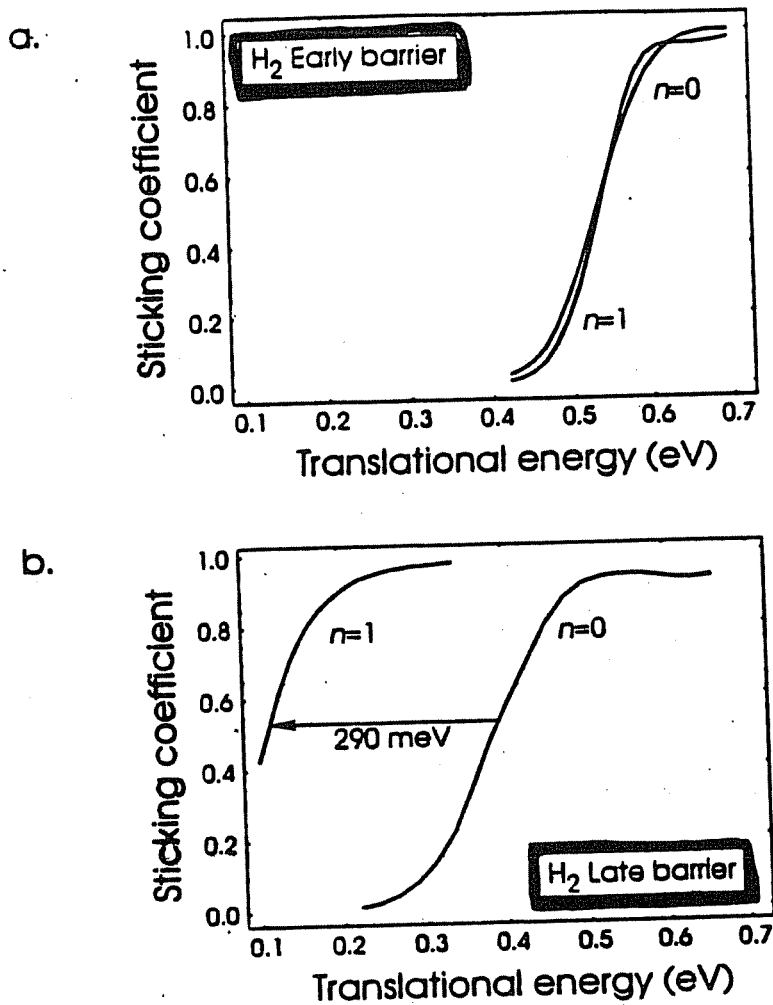 a.
H₂ Early barrier
Sticking coefficient
1.0
0.8
0.6
0.4
0.2
0.0
n=0
n=1
0.1 0.2 0.3 0.4 0.5 0.6 0.7
Translational energy (eV)
b.
Sticking coefficient
1.0
0.8
0.6
0.4
0.2
0.0
n=1
n=0
290 meV
H₂ Late barrier
0.1 0.2 0.3 0.4 0.5 0.6 0.7
Translational energy (eV)